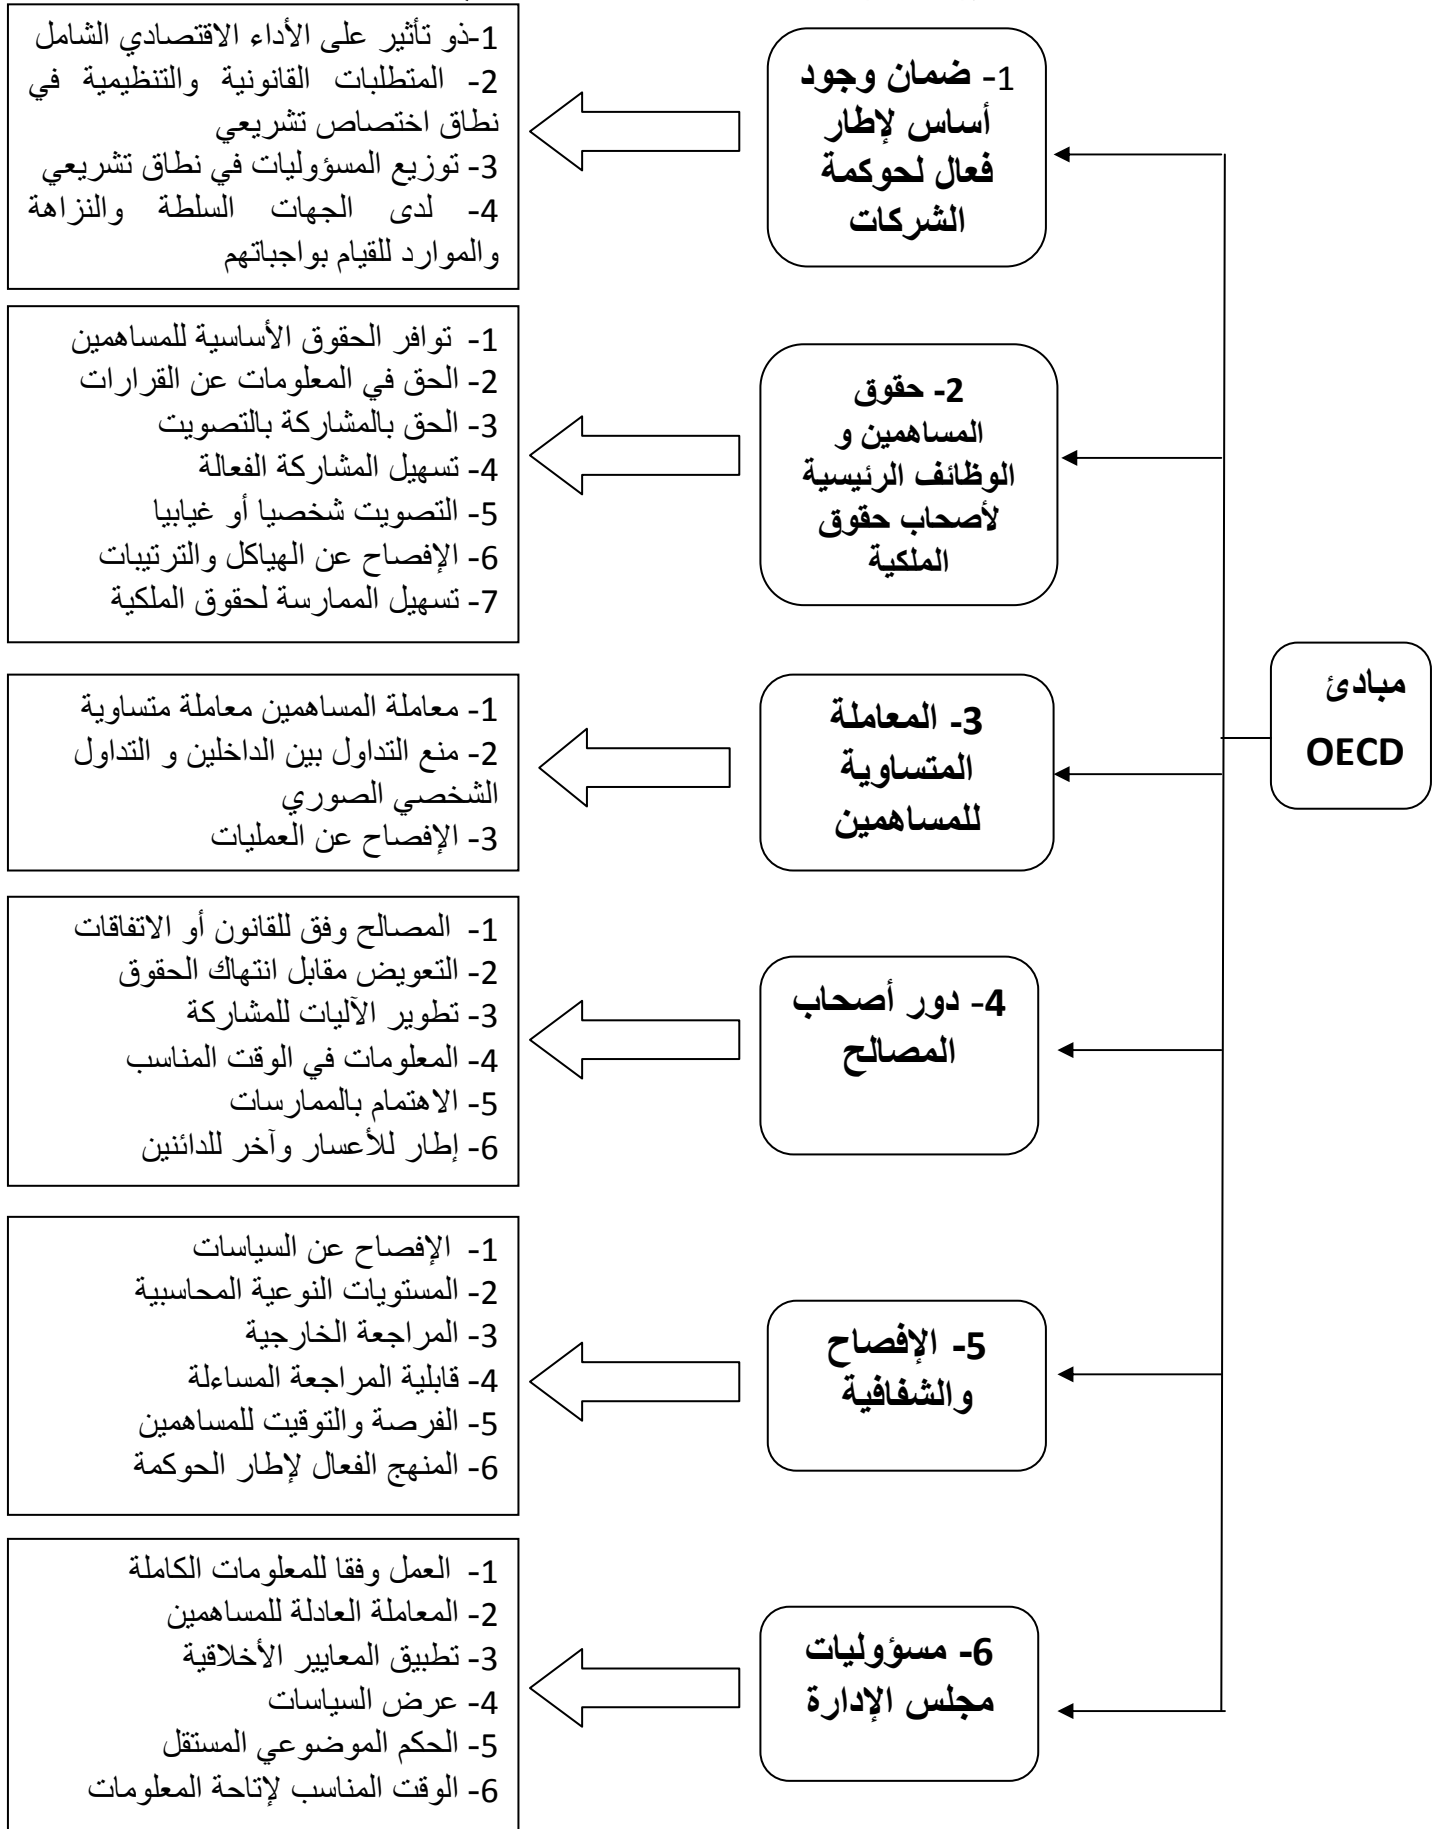 مبادئ
OECD
1- ضمان وجود
أساس لإطار
فعال لحوكمة
الشركات
1-ذو تأثير على الأداء الاقتصادي الشامل
2- المتطلبات القانونية والتنظيمية في
نطاق اختصاص تشريعي
3- توزيع المسؤوليات في نطاق تشريعي
4- لدى الجهات السلطة والنزاهة
والموارد للقيام بواجباتهم
2- حقوق
المساهمين و
الوظائف الرئيسية
لأصحاب حقوق
الملكية
1- توافر الحقوق الأساسية للمساهمين
2- الحق في المعلومات عن القرارات
3- الحق بالمشاركة بالتصويت
4- تسهيل المشاركة الفعالة
5- التصويت شخصيا أو غيابيا
6- الإفصاح عن الهياكل والترتيبات
7- تسهيل الممارسة لحقوق الملكية
3- المعاملة
المتساوية
للمساهمين
1- معاملة المساهمين معاملة متساوية
2- منع التداول بين الداخلين و التداول
الشخصي الصوري
3- الإفصاح عن العمليات
4- دور أصحاب
المصالح
1- المصالح وفق للقانون أو الاتفاقات
2- التعويض مقابل انتهاك الحقوق
3- تطوير الآليات للمشاركة
4- المعلومات في الوقت المناسب
5- الاهتمام بالممارسات
6- إطار للأعسار وآخر للدائنين
5- الإفصاح
والشفافية
1- الإفصاح عن السياسات
2- المستويات النوعية المحاسبية
3- المراجعة الخارجية
4- قابلية المراجعة المساءلة
5- الفرصة والتوقيت للمساهمين
6- المنهج الفعال لإطار الحوكمة
6- مسؤوليات
مجلس الإدارة
1- العمل وفقا للمعلومات الكاملة
2- المعاملة العادلة للمساهمين
3- تطبيق المعايير الأخلاقية
4- عرض السياسات
5- الحكم الموضوعي المستقل
6- الوقت المناسب لإتاحة المعلومات